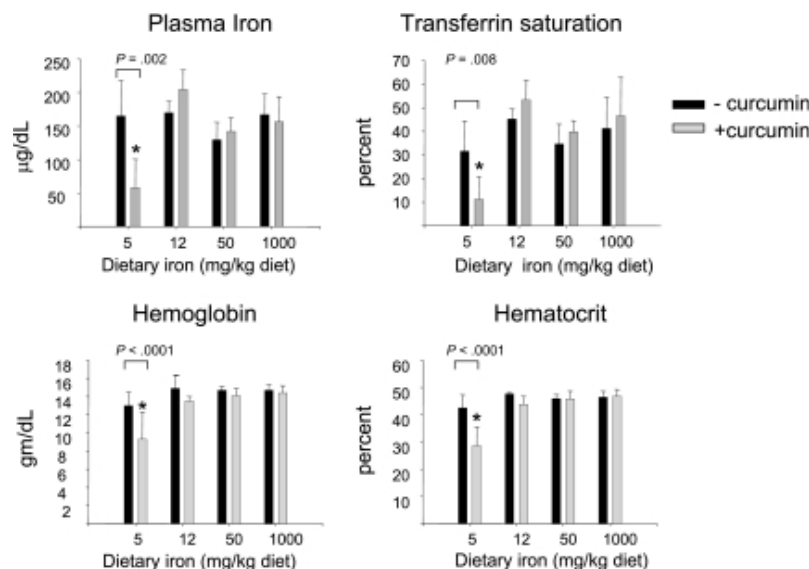 Plasma Iron
P = .002
250
200
150
100
50
µg/dL
*
5 12 50 1000
Dietary iron (mg/kg diet)
Transferrin saturation
P = .008
70
60
50
40
30
20
10
percent
*
5 12 50 1000
Dietary iron (mg/kg diet)
- curcumin
+curcumin
Hemoglobin
P < .0001
18
16
14
12
10
8
6
4
2
gm/dL
*
5 12 50 1000
Dietary iron (mg/kg diet)
Hematocrit
P < .0001
60
50
40
30
20
10
percent
*
5 12 50 1000
Dietary iron (mg/kg diet)